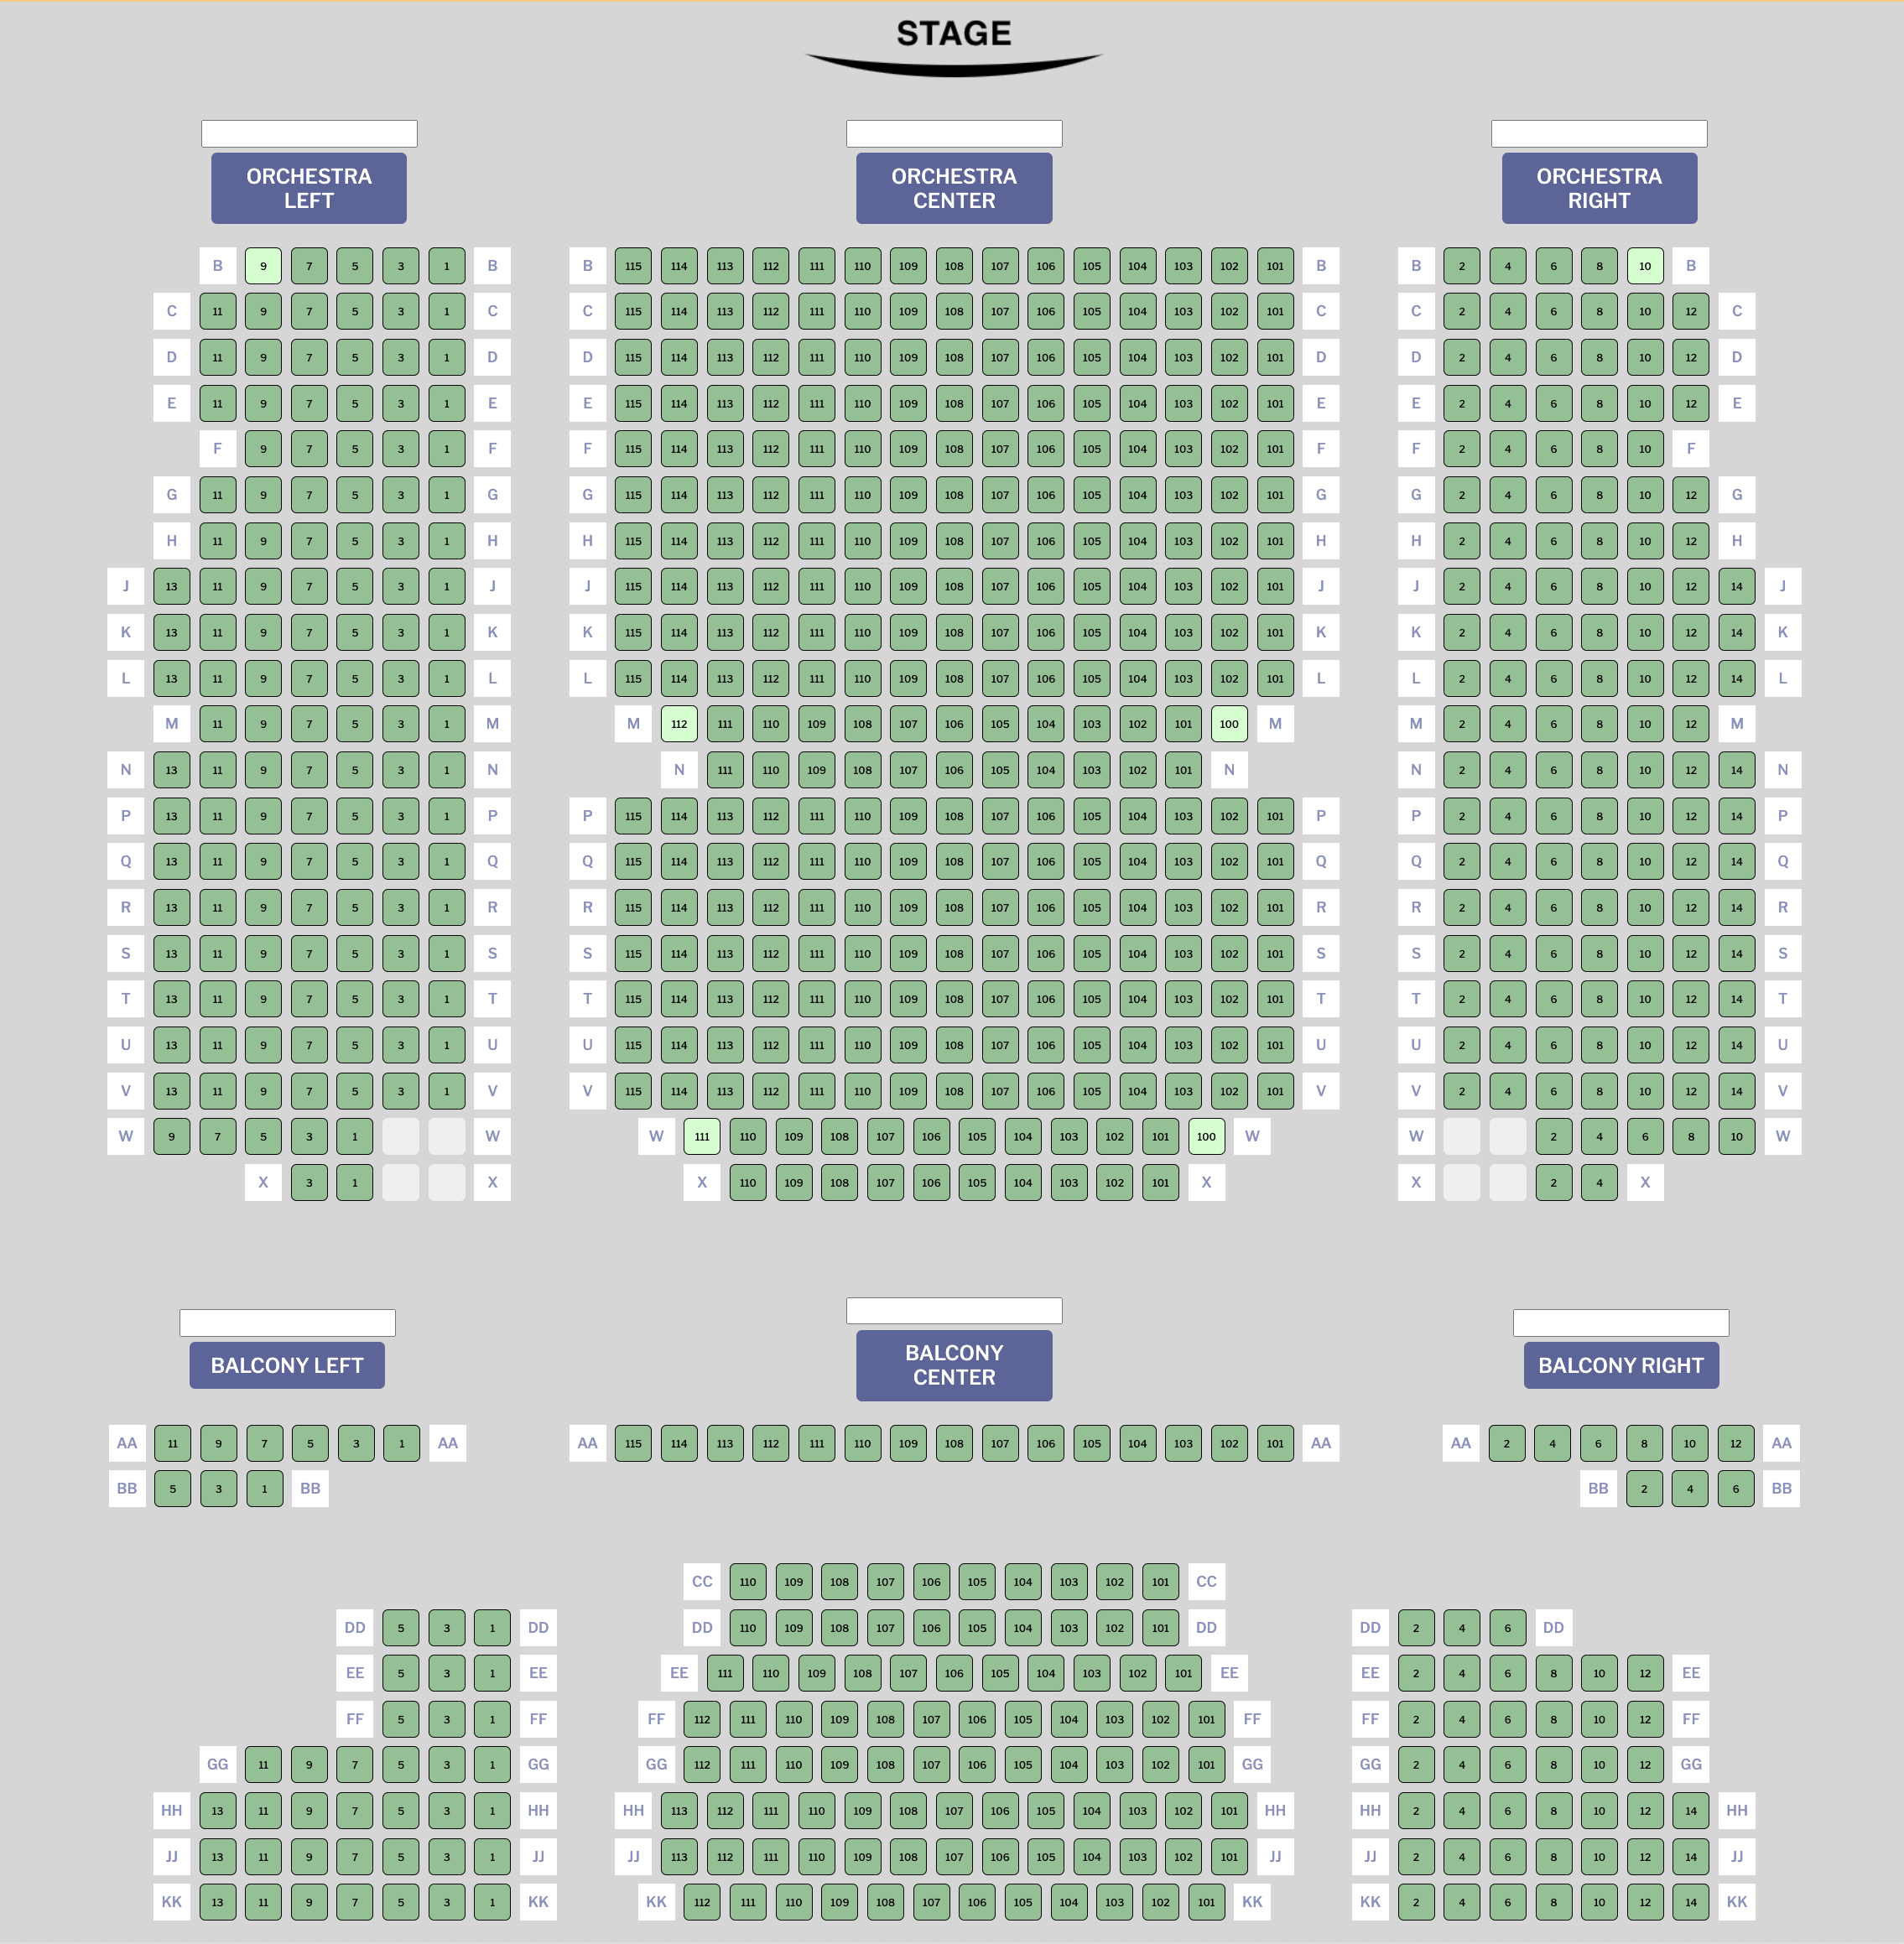 STAGE
ORCHESTRA
LEFT
ORCHESTRA
CENTER
ORCHESTRA
RIGHT
B 9 7 5 3 1 B B 115 114 113 112 111 110 109 108 107 106 105 104 103 102 101 B B 2 4 6 8 10 B
C 11 9 7 5 3 1 C C 115 114 113 112 111 110 109 108 107 106 105 104 103 102 101 C C 2 4 6 8 10 12 C
D 11 9 7 5 3 1 D D 115 114 113 112 111 110 109 108 107 106 105 104 103 102 101 D D 2 4 6 8 10 12 D
E 11 9 7 5 3 1 E E 115 114 113 112 111 110 109 108 107 106 105 104 103 102 101 E E 2 4 6 8 10 12 E
F 9 7 5 3 1 F F 115 114 113 112 111 110 109 108 107 106 105 104 103 102 101 F F 2 4 6 8 10 F
G 11 9 7 5 3 1 G G 115 114 113 112 111 110 109 108 107 106 105 104 103 102 101 G G 2 4 6 8 10 12 G
H 11 9 7 5 3 1 H H 115 114 113 112 111 110 109 108 107 106 105 104 103 102 101 H H 2 4 6 8 10 12 H
J 13 11 9 7 5 3 1 J J 115 114 113 112 111 110 109 108 107 106 105 104 103 102 101 J J 2 4 6 8 10 12 14 J
K 13 11 9 7 5 3 1 K K 115 114 113 112 111 110 109 108 107 106 105 104 103 102 101 K K 2 4 6 8 10 12 14 K
L 13 11 9 7 5 3 1 L L 115 114 113 112 111 110 109 108 107 106 105 104 103 102 101 L L 2 4 6 8 10 12 14 L
M 11 9 7 5 3 1 M M 112 111 110 109 108 107 106 105 104 103 102 101 100 M M 2 4 6 8 10 12 M
N 13 11 9 7 5 3 1 N N 111 110 109 108 107 106 105 104 103 102 101 N N 2 4 6 8 10 12 14 N
P 13 11 9 7 5 3 1 P P 115 114 113 112 111 110 109 108 107 106 105 104 103 102 101 P P 2 4 6 8 10 12 14 P
Q 13 11 9 7 5 3 1 Q Q 115 114 113 112 111 110 109 108 107 106 105 104 103 102 101 Q Q 2 4 6 8 10 12 14 Q
R 13 11 9 7 5 3 1 R R 115 114 113 112 111 110 109 108 107 106 105 104 103 102 101 R R 2 4 6 8 10 12 14 R
S 13 11 9 7 5 3 1 S S 115 114 113 112 111 110 109 108 107 106 105 104 103 102 101 S S 2 4 6 8 10 12 14 S
T 13 11 9 7 5 3 1 T T 115 114 113 112 111 110 109 108 107 106 105 104 103 102 101 T T 2 4 6 8 10 12 14 T
U 13 11 9 7 5 3 1 U U 115 114 113 112 111 110 109 108 107 106 105 104 103 102 101 U U 2 4 6 8 10 12 14 U
V 13 11 9 7 5 3 1 V V 115 114 113 112 111 110 109 108 107 106 105 104 103 102 101 V V 2 4 6 8 10 12 14 V
W 9 7 5 3 1 W W 111 110 109 108 107 106 105 104 103 102 101 100 W W 2 4 6 8 10 W
X 3 1 X X 110 109 108 107 106 105 104 103 102 101 X X 2 4 X
BALCONY LEFT
BALCONY
CENTER
BALCONY RIGHT
AA 11 9 7 5 3 1 AA AA 115 114 113 112 111 110 109 108 107 106 105 104 103 102 101 AA AA 2 4 6 8 10 12 AA
BB 5 3 1 BB BB 2 4 6 BB
CC 110 109 108 107 106 105 104 103 102 101 CC
DD 5 3 1 DD DD 110 109 108 107 106 105 104 103 102 101 DD DD 2 4 6 DD
EE 5 3 1 EE EE 111 110 109 108 107 106 105 104 103 102 101 EE EE 2 4 6 8 10 12 EE
FF 5 3 1 FF FF 112 111 110 109 108 107 106 105 104 103 102 101 FF FF 2 4 6 8 10 12 FF
GG 11 9 7 5 3 1 GG GG 112 111 110 109 108 107 106 105 104 103 102 101 GG GG 2 4 6 8 10 12 GG
HH 13 11 9 7 5 3 1 HH HH 113 112 111 110 109 108 107 106 105 104 103 102 101 HH HH 2 4 6 8 10 12 14 HH
JJ 13 11 9 7 5 3 1 JJ JJ 113 112 111 110 109 108 107 106 105 104 103 102 101 JJ JJ 2 4 6 8 10 12 14 JJ
KK 13 11 9 7 5 3 1 KK KK 112 111 110 109 108 107 106 105 104 103 102 101 KK KK 2 4 6 8 10 12 14 KK